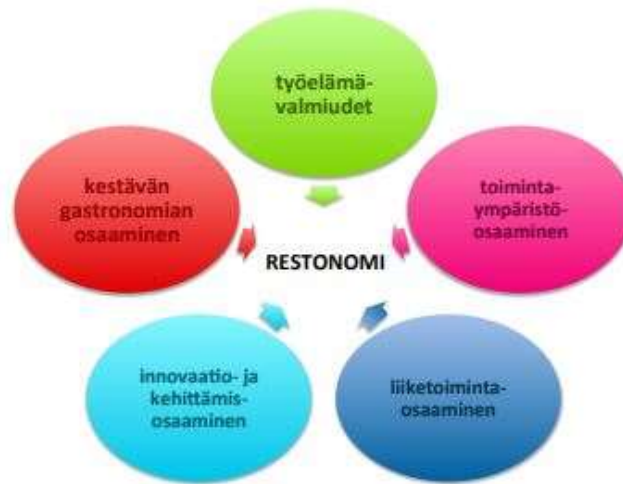 työelämä-
valmiudet
kestävän
gastronomian
osaaminen
toiminta-
ympäristö-
osaaminen
RESTONOMI
innovaatio- ja
kehittämis-
osaaminen
liiketoiminta-
osaaminen